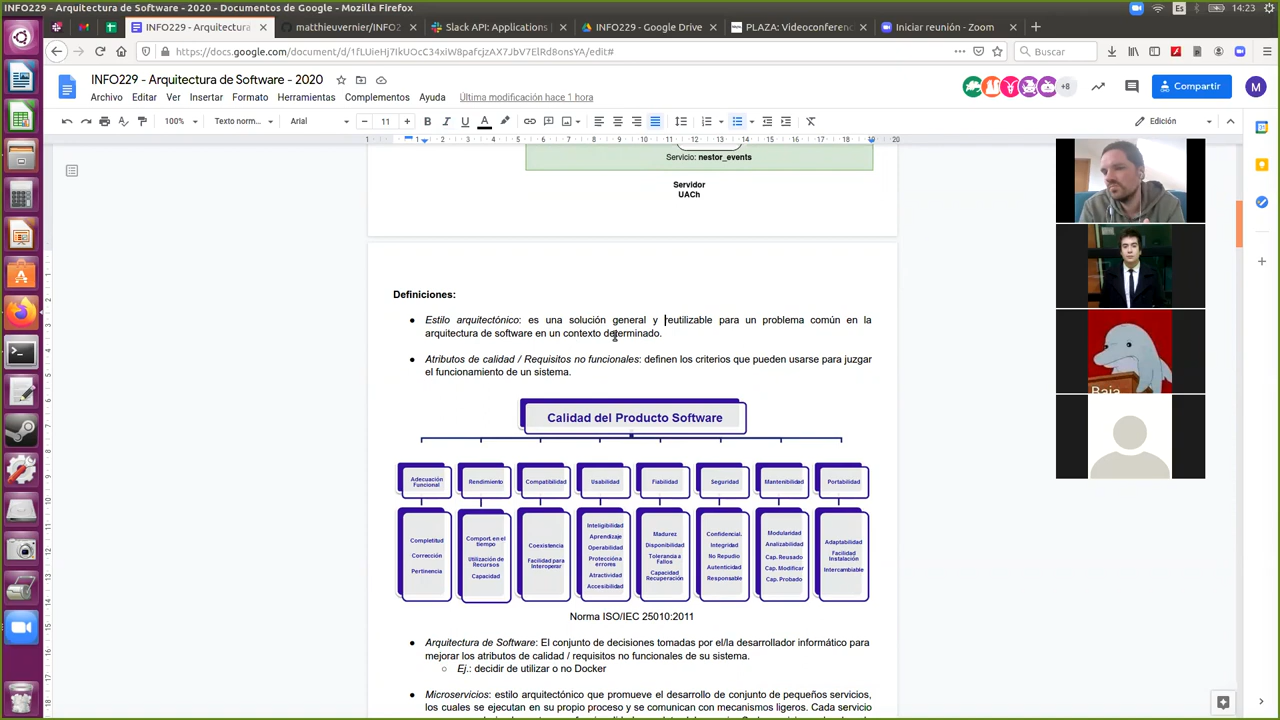 INFO229 - Arquitectura de Software - 2020 - Documentos de Google - Mozilla Firefox
Es
14:23
INFO229 - Arquitectura
matthieuvernier/INFO2
Slack API: Applications
INFO229 - Google Drive
PLAZA: Videoconferenc
Iniciar reunión - Zoom
Buscar
INFO229 - Arquitectura de Software - 2020
Archivo Editar Ver Insertar Formato Herramientas Complementos Ayuda Última modificación hace 1 hora
+8
Compartir
M
100% Texto norm... Arial 11 Edición
Servicio: nestor_events
Servidor
UACh
Definiciones:
● Estilo arquitectónico: es una solución general y reutilizable para un problema común en la
arquitectura de software en un contexto determinado.
● Atributos de calidad / Requisitos no funcionales: definen los criterios que pueden usarse para juzgar
el funcionamiento de un sistema.
Calidad del Producto Software
Adecuación
Funcional
Rendimiento
Compatibilidad
Usabilidad
Fiabilidad
Seguridad
Mantenibilidad
Portabilidad
Completitud
Corrección
Pertinencia
Comport. en el
tiempo
Utilización de
Recursos
Capacidad
Coexistencia
Facilidad para
Interoperar
Inteligibilidad
Aprendizaje
Operabilidad
Protección a
errores
Atractividad
Accesibilidad
Madurez
Disponibilidad
Tolerancia a
Fallos
Capacidad
Recuperación
Confidencial.
Integridad
No Repudio
Autenticidad
Responsable
Modularidad
Analizabilidad
Cap. Reusado
Cap. Modificar
Cap. Probado
Adaptabilidad
Facilidad
Instalación
Intercambiable
Norma ISO/IEC 25010:2011
● Arquitectura de Software: El conjunto de decisiones tomadas por el/la desarrollador informático para
mejorar los atributos de calidad / requisitos no funcionales de su sistema.
○ Ej.: decidir de utilizar o no Docker
● Microservicios: estilo arquitectónico que promueve el desarrollo de conjunto de pequeños servicios,
los cuales se ejecutan en su propio proceso y se comunican con mecanismos ligeros. Cada servicio
Baja